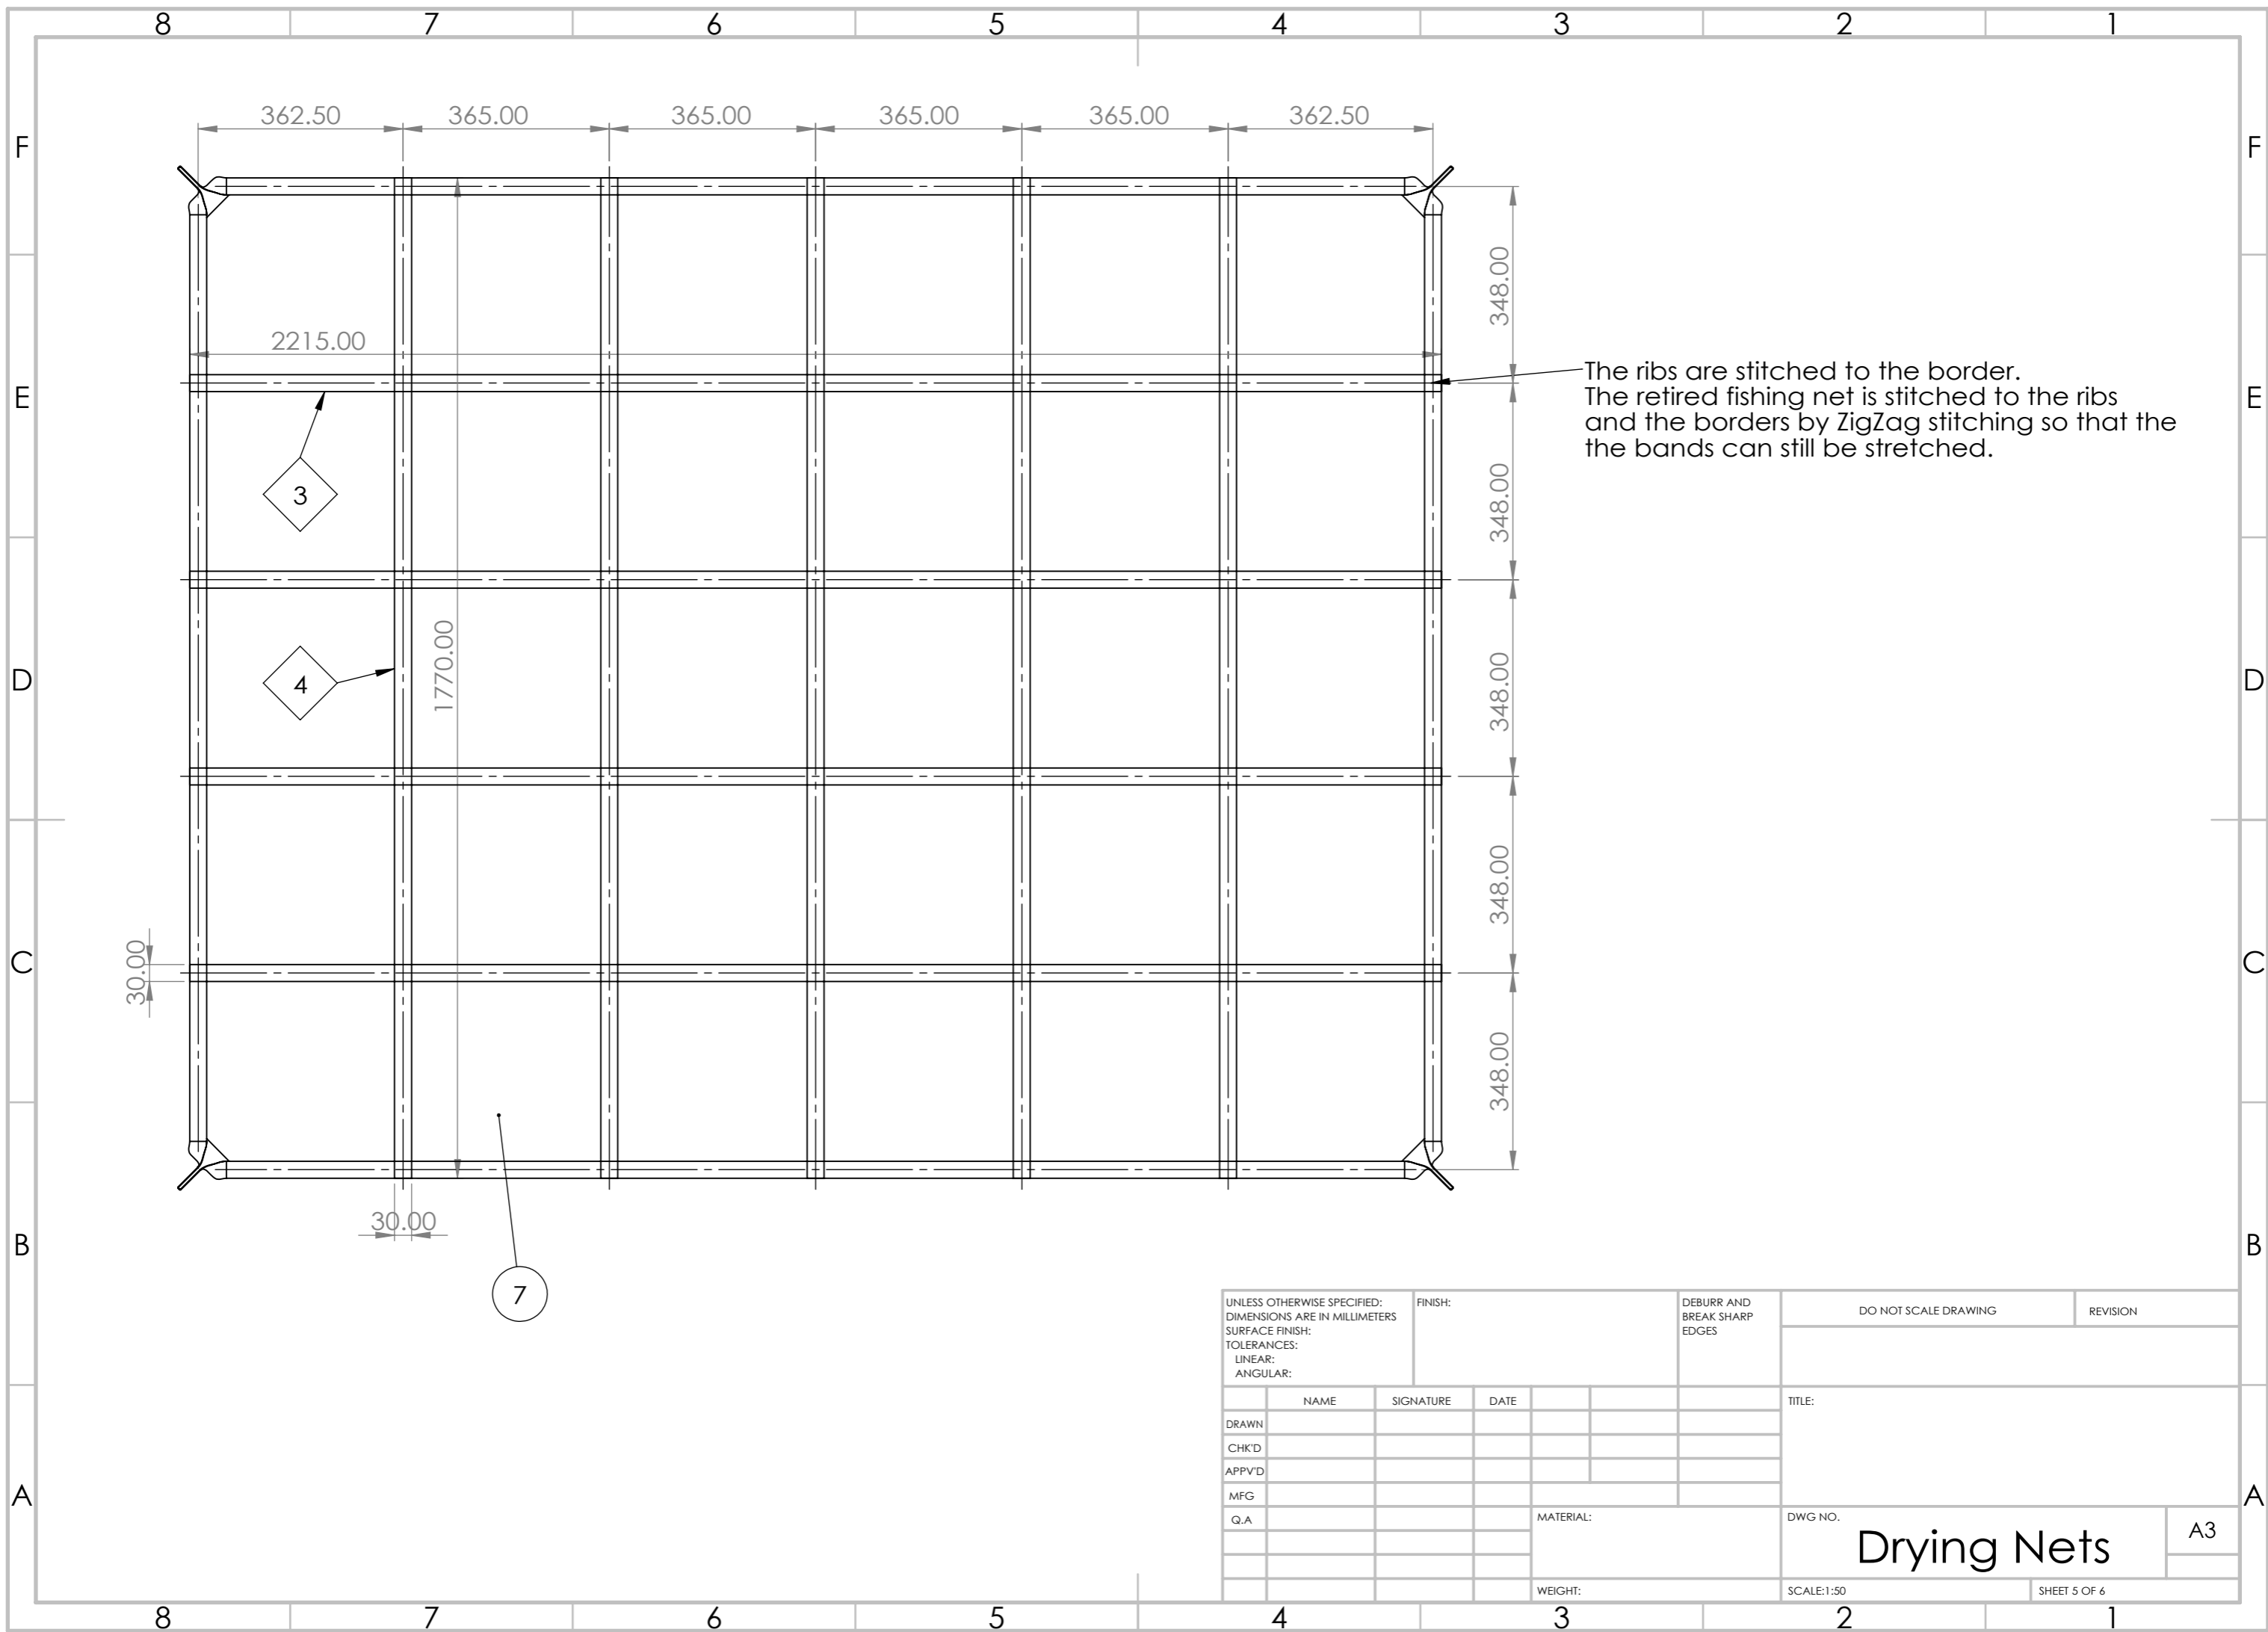 8 7 6 5 4 3 2 1
362.50 365.00 365.00 365.00 365.00 362.50
F F
348.00
2215.00
The ribs are stitched to the border.
The retired fishing net is stitched to the ribs
and the borders by ZigZag stitching so that the
the bands can still be stretched.
E E
3
348.00
1770.00
4
348.00
D D
348.00
30.00
C C
348.00
30.00
B B
7
UNLESS OTHERWISE SPECIFIED:
DIMENSIONS ARE IN MILLIMETERS
SURFACE FINISH:
TOLERANCES:
LINEAR:
ANGULAR:
FINISH:
DEBURR AND
BREAK SHARP
EDGES
DO NOT SCALE DRAWING
REVISION
NAME SIGNATURE DATE
TITLE:
DRAWN
CHK'D
APPV'D
MFG
Q.A
A A
MATERIAL:
DWG NO.
Drying Nets
A3
WEIGHT:
SCALE:1:50
SHEET 5 OF 6
8 7 6 5 4 3 2 1